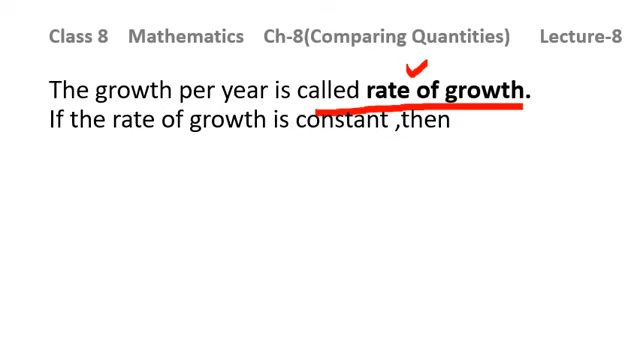 Class 8 Mathematics Ch-8(Comparing Quantities) Lecture-8
The growth per year is called rate of growth.
If the rate of growth is constant ,then